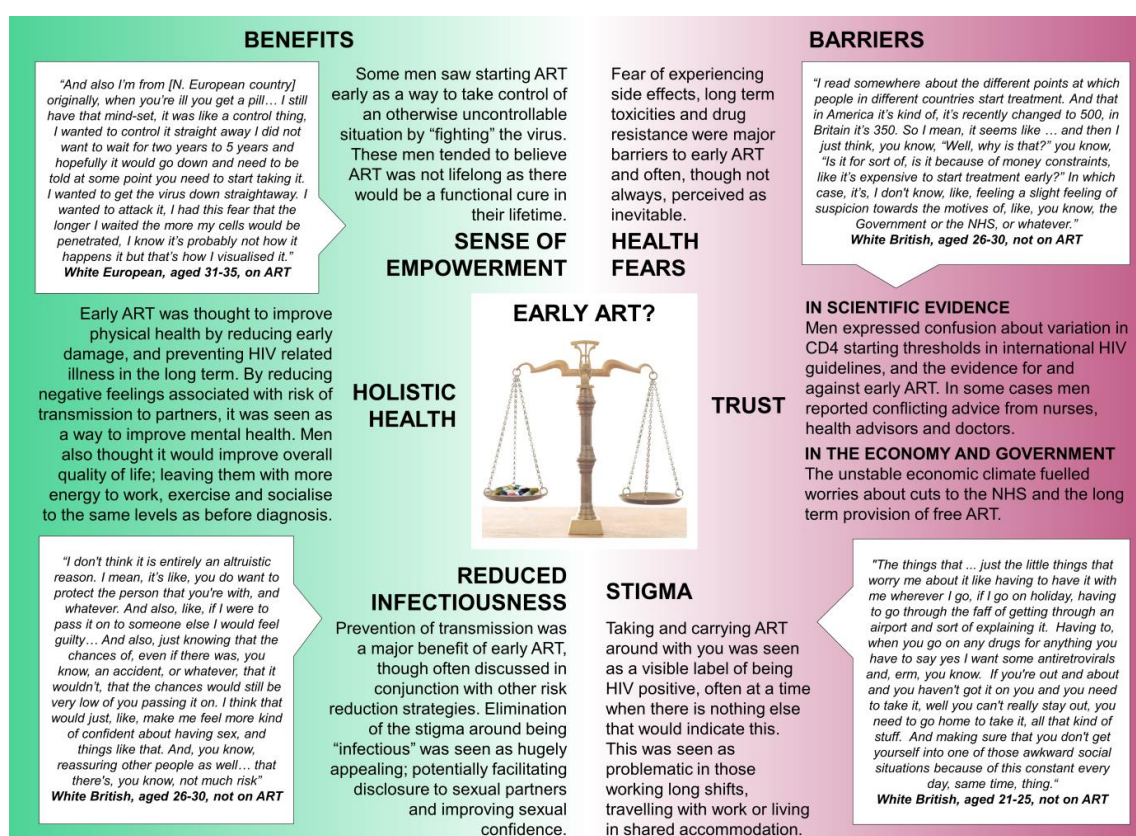 BENEFITS
“And also I’m from [N. European country]
originally, when you’re ill you get a pill… I still
have that mind-set, it was like a control thing,
I wanted to control it straight away I did not
want to wait for two years to 5 years and
hopefully it would go down and need to be
told at some point you need to start taking it.
I wanted to get the virus down straightaway. I
wanted to attack it, I had this fear that the
longer I waited the more my cells would be
penetrated, I know it’s probably not how it
happens it but that’s how I visualised it.”
White European, aged 31-35, on ART
Some men saw starting ART
early as a way to take control of
an otherwise uncontrollable
situation by “fighting” the virus.
These men tended to believe
ART was not lifelong as there
would be a functional cure in
their lifetime.
SENSE OF
EMPOWERMENT
Early ART was thought to improve
physical health by reducing early
damage, and preventing HIV related
illness in the long term. By reducing
negative feelings associated with risk of
transmission to partners, it was seen as
a way to improve mental health. Men
also thought it would improve overall
quality of life; leaving them with more
energy to work, exercise and socialise
to the same levels as before diagnosis.
HOLISTIC
HEALTH
“I don't think it is entirely an altruistic
reason. I mean, it’s like, you do want to
protect the person that you’re with, and
whatever. And also, like, if I were to
pass it on to someone else I would feel
guilty… And also, just knowing that the
chances of, even if there was, you
know, an accident, or whatever, that it
wouldn’t, that the chances would still be
very low of you passing it on. I think that
would just, like, make me feel more kind
of confident about having sex, and
things like that. And, you know,
reassuring other people as well… that
there's, you know, not much risk”
White British, aged 26-30, not on ART
REDUCED
INFECTIOUSNESS
Prevention of transmission was
a major benefit of early ART,
though often discussed in
conjunction with other risk
reduction strategies. Elimination
of the stigma around being
“infectious” was seen as hugely
appealing; potentially facilitating
disclosure to sexual partners
and improving sexual
confidence.
EARLY ART?
BARRIERS
Fear of experiencing
side effects, long term
toxicities and drug
resistance were major
barriers to early ART
and often, though not
always, perceived as
inevitable.
HEALTH
FEARS
“I read somewhere about the different points at which
people in different countries start treatment. And that
in America it’s kind of, it’s recently changed to 500, in
Britain it’s 350. So I mean, it seems like … and then I
just think, you know, “Well, why is that?” you know,
“Is it for sort of, is it because of money constraints,
like it’s expensive to start treatment early?” In which
case, it’s, I don't know, like, feeling a slight feeling of
suspicion towards the motives of, like, you know, the
Government or the NHS, or whatever.”
White British, aged 26-30, not on ART
TRUST
IN SCIENTIFIC EVIDENCE
Men expressed confusion about variation in
CD4 starting thresholds in international HIV
guidelines, and the evidence for and
against early ART. In some cases men
reported conflicting advice from nurses,
health advisors and doctors.
IN THE ECONOMY AND GOVERNMENT
The unstable economic climate fuelled
worries about cuts to the NHS and the long
term provision of free ART.
STIGMA
Taking and carrying ART
around with you was seen
as a visible label of being
HIV positive, often at a time
when there is nothing else
that would indicate this.
This was seen as
problematic in those
working long shifts,
travelling with work or living
in shared accommodation.
"The things that ... just the little things that
worry me about it like having to have it with
me wherever I go, if I go on holiday, having
to go through the faff of getting through an
airport and sort of explaining it. Having to,
when you go on any drugs for anything you
have to say yes I want some antiretrovirals
and, erm, you know. If you're out and about
and you haven't got it on you and you need
to take it, well you can't really stay out, you
need to go home to take it, all that kind of
stuff. And making sure that you don't get
yourself into one of those awkward social
situations because of this constant every
day, same time, thing.“
White British, aged 21-25, not on ART